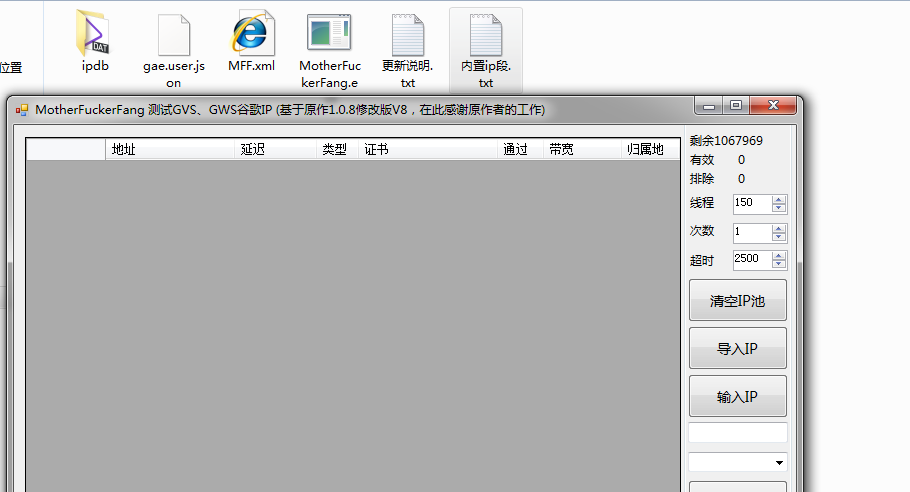 位置
DAT
ipdb
gae.user.js
on
MFF.xml
MotherFuc
kerFang.e
更新说明.
txt
内置ip段.
txt
MotherFuckerFang 测试GVS、GWS谷歌IP (基于原作1.0.8修改版V8，在此感谢原作者的工作)
地址 延迟 类型 证书 通过 带宽 归属地
剩余1067969
有效 0
排除 0
线程 150
次数 1
超时 2500
清空IP池
导入IP
输入IP